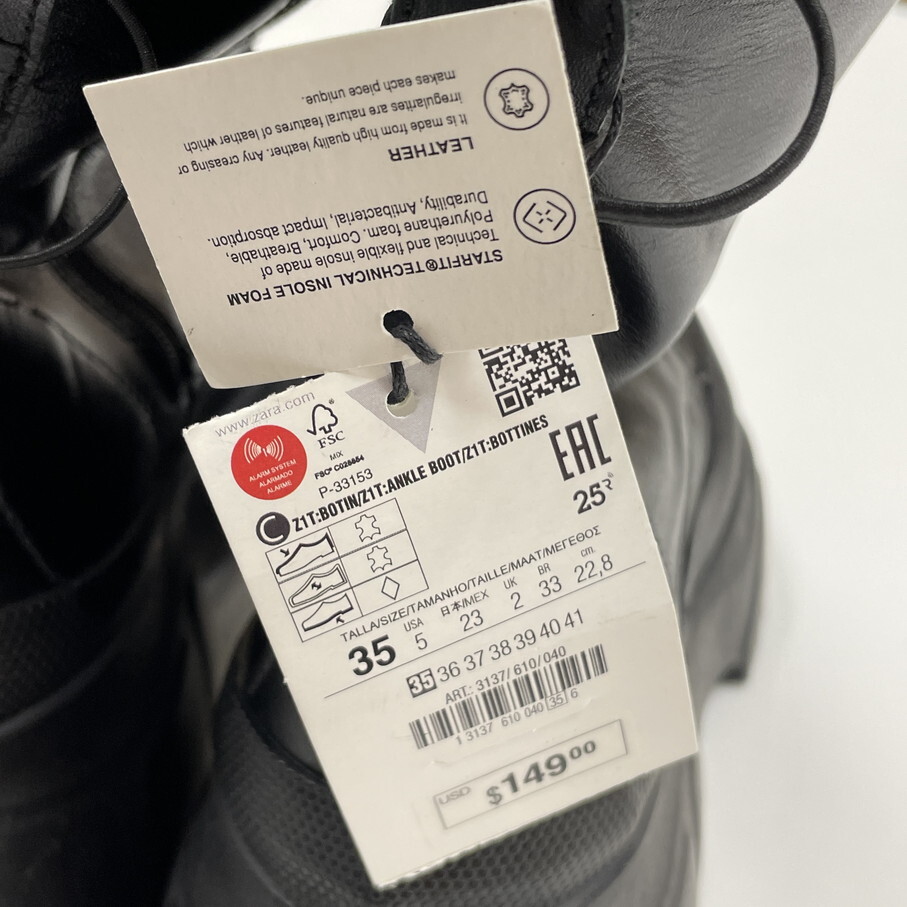 STARFIT® TECHNICAL INSOLE FOAM
Technical and flexible insole made of
Polyurethane foam. Comfort, Breathable,
Durability, Antibacterial, Impact absorption.
LEATHER
It is made from high quality leather. Any creasing or
irregularities are natural features of leather which
makes each piece unique.
www.zara.com
ALARM SYSTEM
ALARMADO
ALARME
FSC®
MIX
FSC® C028654
P-33153
EAC
C Z1T:BOTIN/Z1T:ANKLE BOOT/Z1T:BOTTINES
25R®
TALLA/SIZE/TAMANHO/TAILLE/MAAT/ΜΕΓΕΘΟΣ
USA 日本/MEX UK BR cm.
35 5 23 2 33 22,8
35 36 37 38 39 40 41
ART.: 3137/610/040
1 3137 610 040 35 6
USD $14900